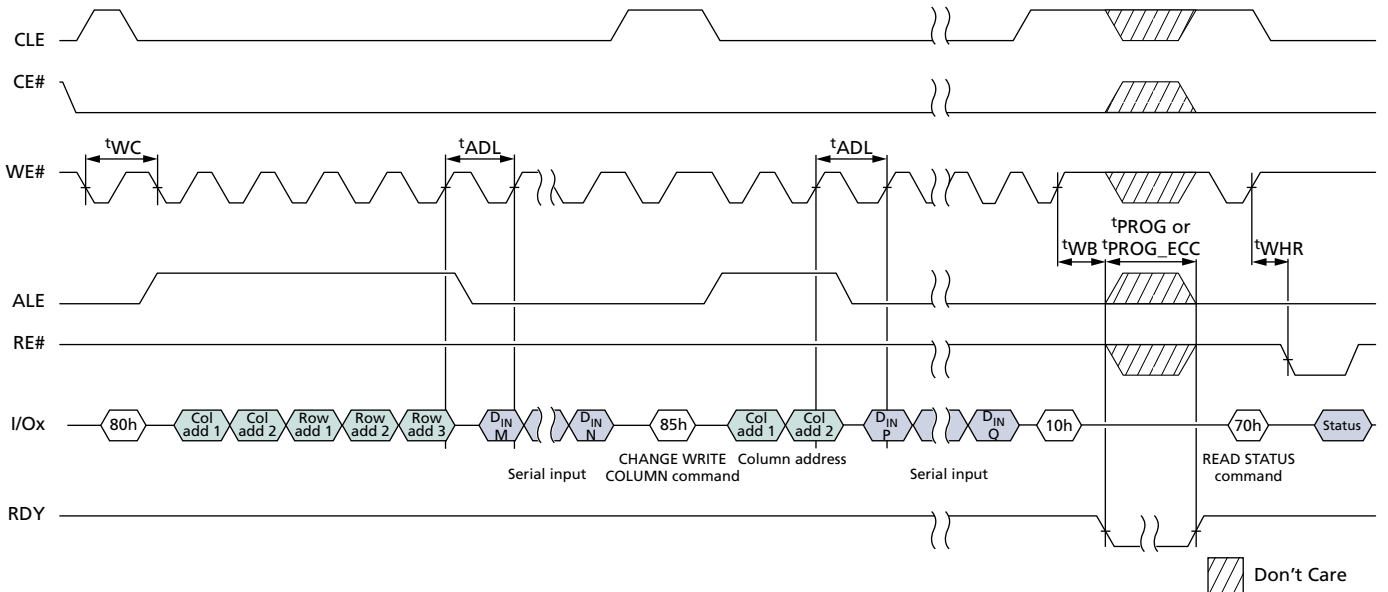 CLE
CE#
tWC
tADL
tADL
WE#
tPROG or
tWB tPROG_ECC
tWHR
ALE
RE#
I/Ox
80h
Col add 1
Col add 2
Row add 1
Row add 2
Row add 3
DIN M
DIN N
85h
Col add 1
Col add 2
DIN P
DIN Q
10h
70h
Status
Serial input
CHANGE WRITE
COLUMN command
Column address
Serial input
READ STATUS
command
RDY
Don't Care